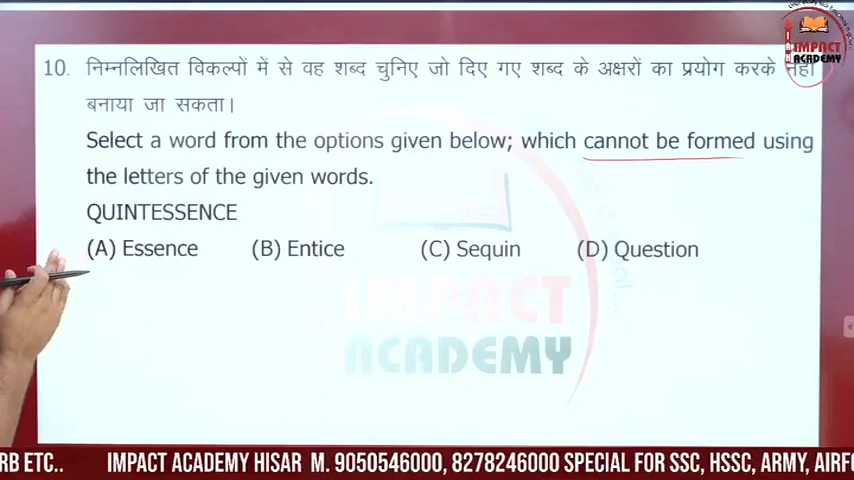 IMPACT
ACADEMY
10. निम्नलिखित विकल्पों में से वह शब्द चुनिए जो दिए गए शब्द के अक्षरों का प्रयोग करके नहीं
बनाया जा सकता।
Select a word from the options given below; which cannot be formed using
the letters of the given words.
QUINTESSENCE
(A) Essence (B) Entice (C) Sequin (D) Question
IMPACT
ACADEMY
RB ETC.. IMPACT ACADEMY HISAR M. 9050546000, 8278246000 SPECIAL FOR SSC, HSSC, ARMY, AIRFO